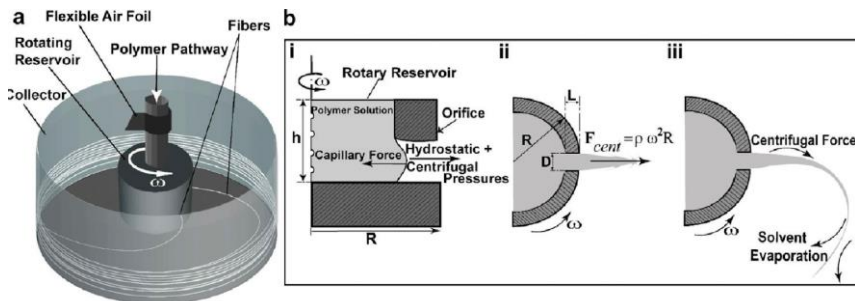 a
Flexible Air Foil
Rotating
Reservoir
Polymer Pathway
Fibers
Collector
ω
b
i
ω
Rotary Reservoir
Polymer Solution
Orifice
h
Capillary Force
Hydrostatic +
Centrifugal
Pressures
R
ii
L
R
D
F_cent = ρ ω²R
ω
iii
Centrifugal Force
ω
Solvent
Evaporation